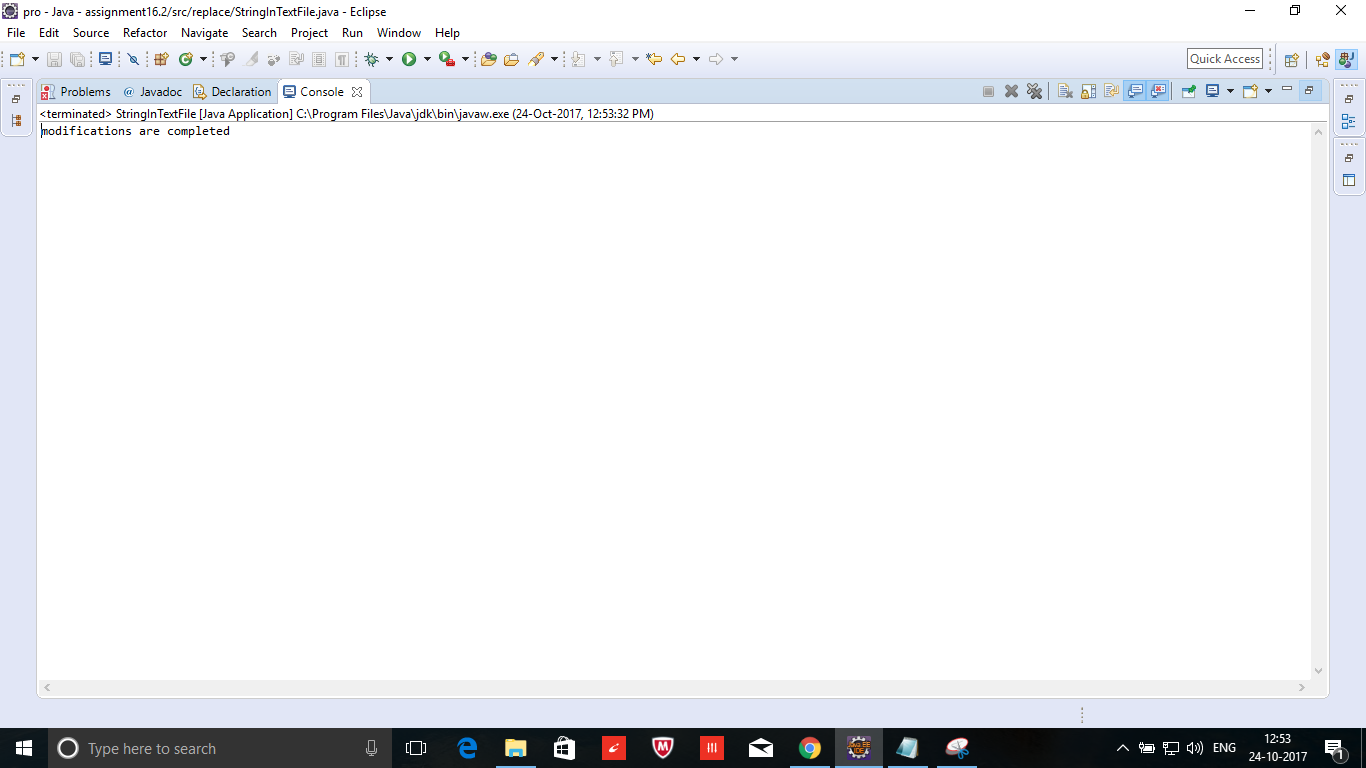 pro - Java - assignment16.2/src/replace/StringInTextFile.java - Eclipse
File Edit Source Refactor Navigate Search Project Run Window Help
Quick Access
Problems @ Javadoc Declaration Console
<terminated> StringInTextFile [Java Application] C:\Program Files\Java\jdk\bin\javaw.exe (24-Oct-2017, 12:53:32 PM)
modifications are completed
Type here to search
ENG
12:53
24-10-2017
1